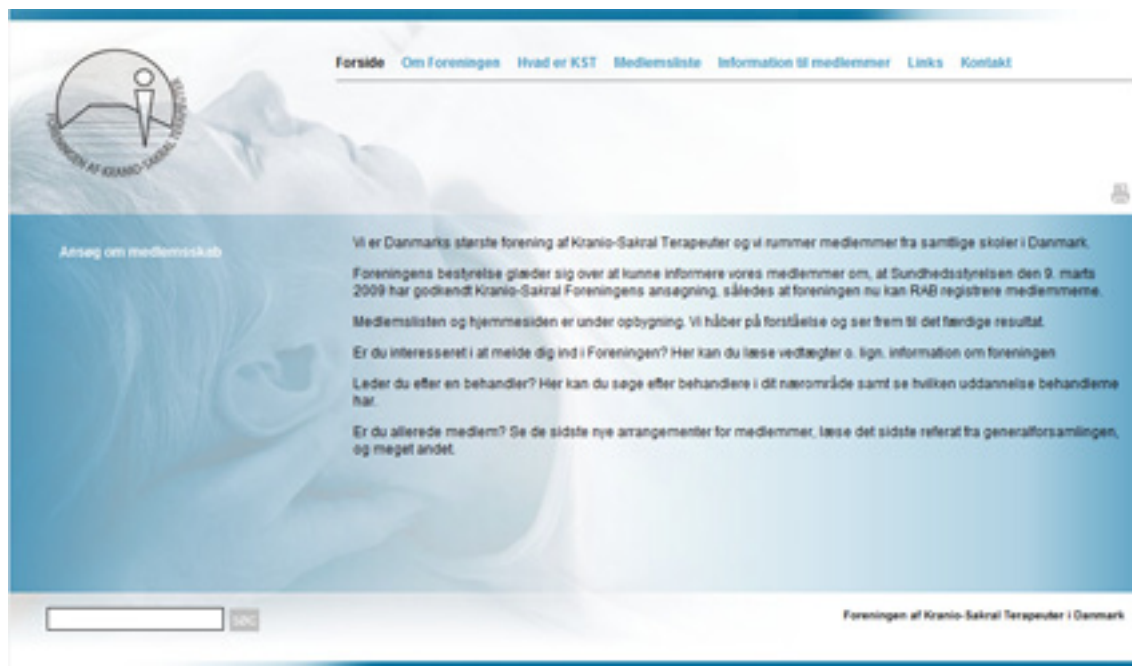 FORENINGEN AF KRANIO-SAKRAL TERAPEUTER
Forside Om Foreningen Hvad er KST Medlemsliste Information til medlemmer Links Kontakt
Ansøg om medlemsskab
Vi er Danmarks største forening af Kranio-Sakral Terapeuter og vi rummer medlemmer fra samtlige skoler i Danmark.
Foreningens bestyrelse glæder sig over at kunne informere vores medlemmer om, at Sundhedsstyrelsen den 9. marts
2009 har godkendt Kranio-Sakral Foreningens ansøgning, således at foreningen nu kan RAB registrere medlemmerne.
Medlemslisten og hjemmesiden er under opbygning. Vi håber på forståelse og ser frem til det færdige resultat.
Er du interesseret i at melde dig ind i Foreningen? Her kan du læse vedtægter o. lign. information om foreningen
Leder du efter en behandler? Her kan du søge efter behandlere i dit nærområde samt se hvilken uddannelse behandlerne
har.
Er du allerede medlem? Se de sidste nye arrangementer for medlemmer, læse det sidste referat fra generalforsamlingen,
og meget andet.
SØG
Foreningen af Kranio-Sakral Terapeuter i Danmark